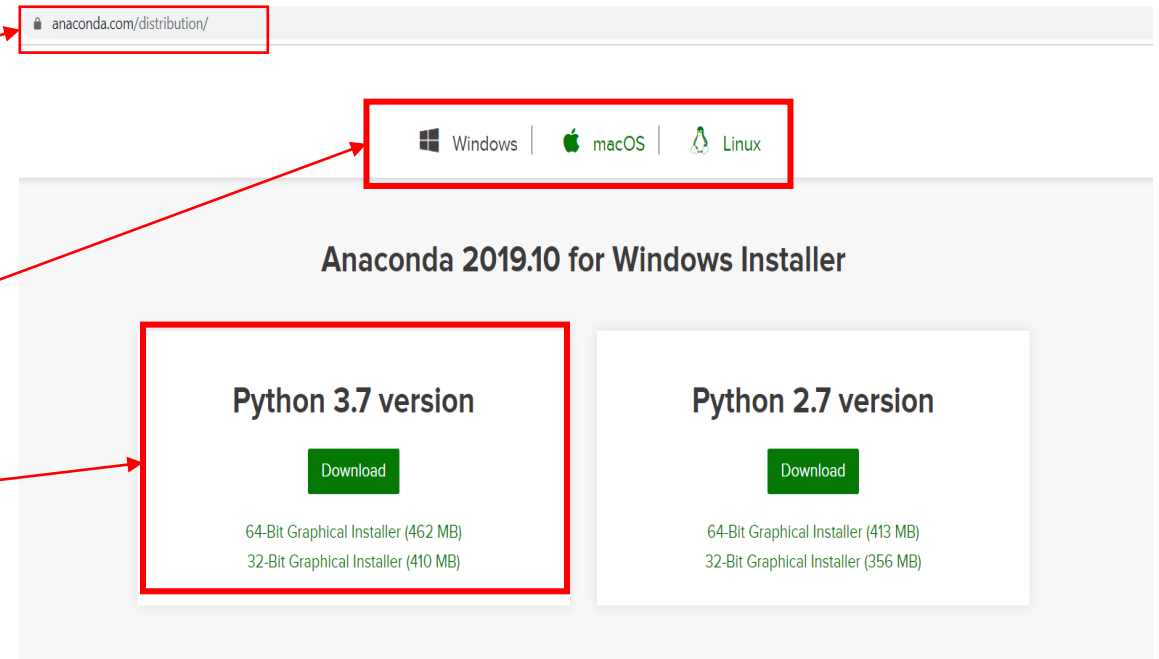 anaconda.com/distribution/
Windows macOS Linux
Anaconda 2019.10 for Windows Installer
Python 3.7 version
Download
64-Bit Graphical Installer (462 MB)
32-Bit Graphical Installer (410 MB)
Python 2.7 version
Download
64-Bit Graphical Installer (413 MB)
32-Bit Graphical Installer (356 MB)